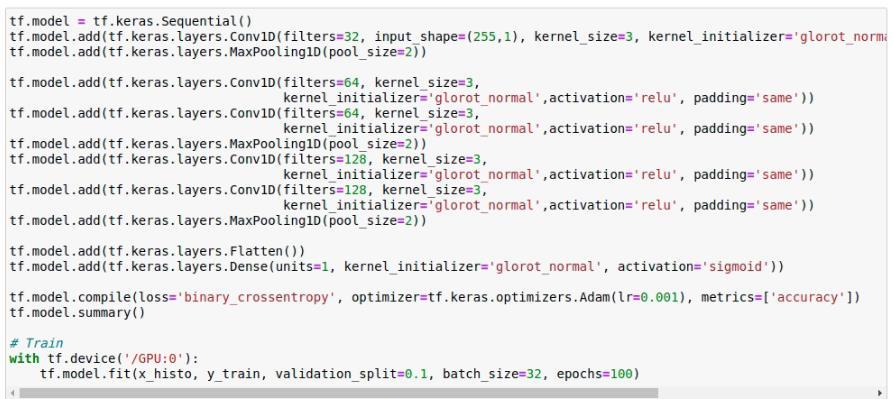 tf.model = tf.keras.Sequential()
tf.model.add(tf.keras.layers.Conv1D(filters=32, input_shape=(255,1), kernel_size=3, kernel_initializer='glorot_norma
tf.model.add(tf.keras.layers.MaxPooling1D(pool_size=2))
tf.model.add(tf.keras.layers.Conv1D(filters=64, kernel_size=3,
kernel_initializer='glorot_normal',activation='relu', padding='same'))
tf.model.add(tf.keras.layers.Conv1D(filters=64, kernel_size=3,
kernel_initializer='glorot_normal',activation='relu', padding='same'))
tf.model.add(tf.keras.layers.MaxPooling1D(pool_size=2))
tf.model.add(tf.keras.layers.Conv1D(filters=128, kernel_size=3,
kernel_initializer='glorot_normal',activation='relu', padding='same'))
tf.model.add(tf.keras.layers.Conv1D(filters=128, kernel_size=3,
kernel_initializer='glorot_normal',activation='relu', padding='same'))
tf.model.add(tf.keras.layers.MaxPooling1D(pool_size=2))
tf.model.add(tf.keras.layers.Flatten())
tf.model.add(tf.keras.layers.Dense(units=1, kernel_initializer='glorot_normal', activation='sigmoid'))
tf.model.compile(loss='binary_crossentropy', optimizer=tf.keras.optimizers.Adam(lr=0.001), metrics=['accuracy'])
tf.model.summary()
# Train
with tf.device('/GPU:0'):
tf.model.fit(x_histo, y_train, validation_split=0.1, batch_size=32, epochs=100)